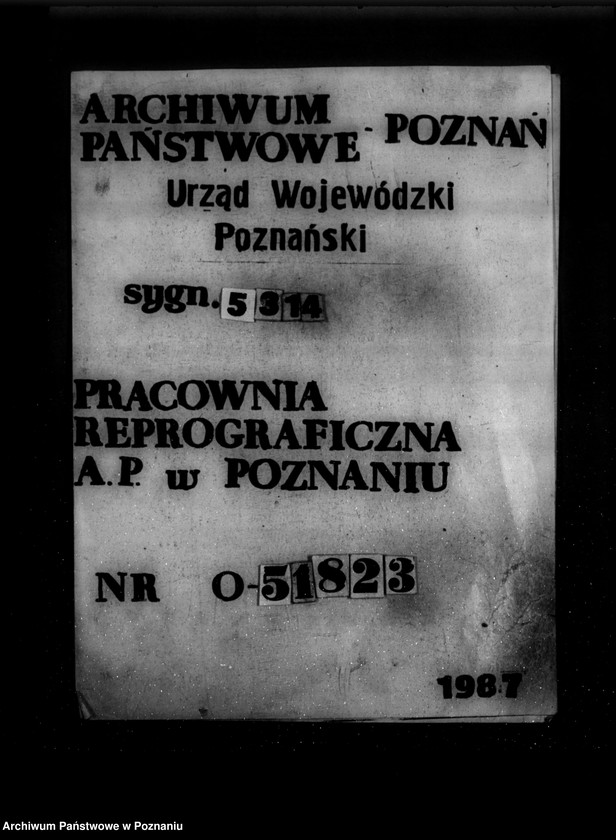 ARCHIWUM
PAŃSTWOWE - POZNAŃ
Urząd Wojewódzki
Poznański
sygn. 5314
PRACOWNIA
REPROGRAFICZNA
A.P. w POZNANIU
NR O-51823
1987
Archiwum Państwowe w Poznaniu